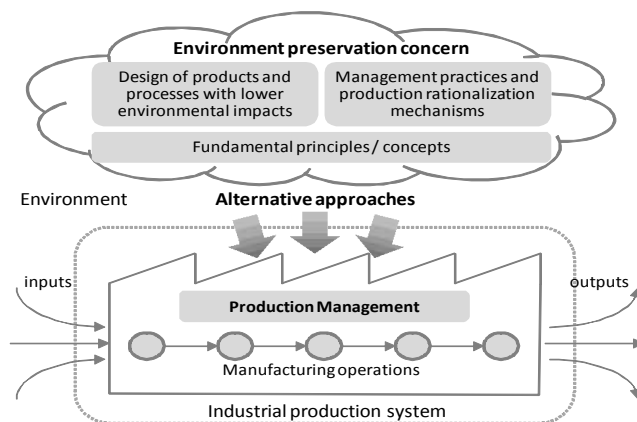 Environment preservation concern
Design of products and
processes with lower
environmental impacts
Management practices and
production rationalization
mechanisms
Fundamental principles / concepts
Environment
Alternative approaches
inputs
outputs
Production Management
Manufacturing operations
Industrial production system